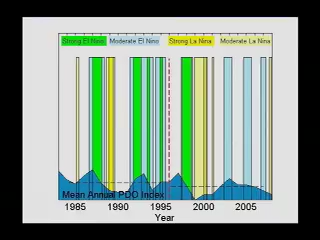 Strong El Nino Moderate El Nino Strong La Nina Moderate La Nina
Mean Annual PDO Index
1985 1990 1995 2000 2005
Year